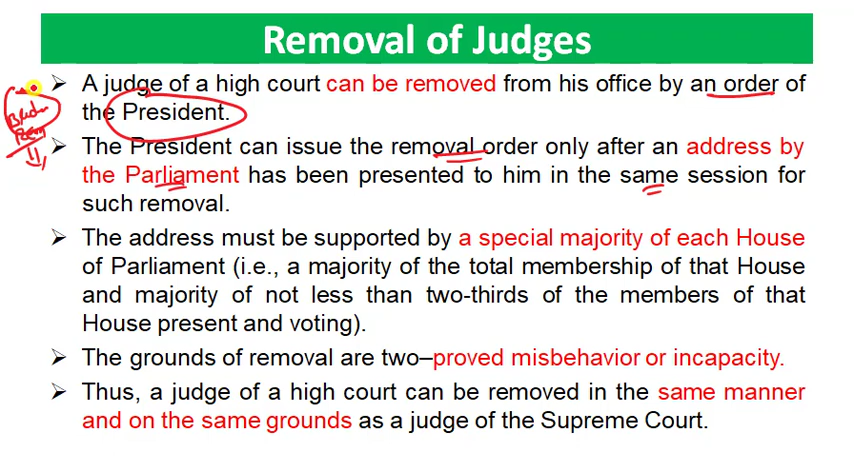 Removal of Judges
➢ A judge of a high court can be removed from his office by an order of
the President.
➢ The President can issue the removal order only after an address by
the Parliament has been presented to him in the same session for
such removal.
➢ The address must be supported by a special majority of each House
of Parliament (i.e., a majority of the total membership of that House
and majority of not less than two-thirds of the members of that
House present and voting).
➢ The grounds of removal are two–proved misbehavior or incapacity.
➢ Thus, a judge of a high court can be removed in the same manner
and on the same grounds as a judge of the Supreme Court.